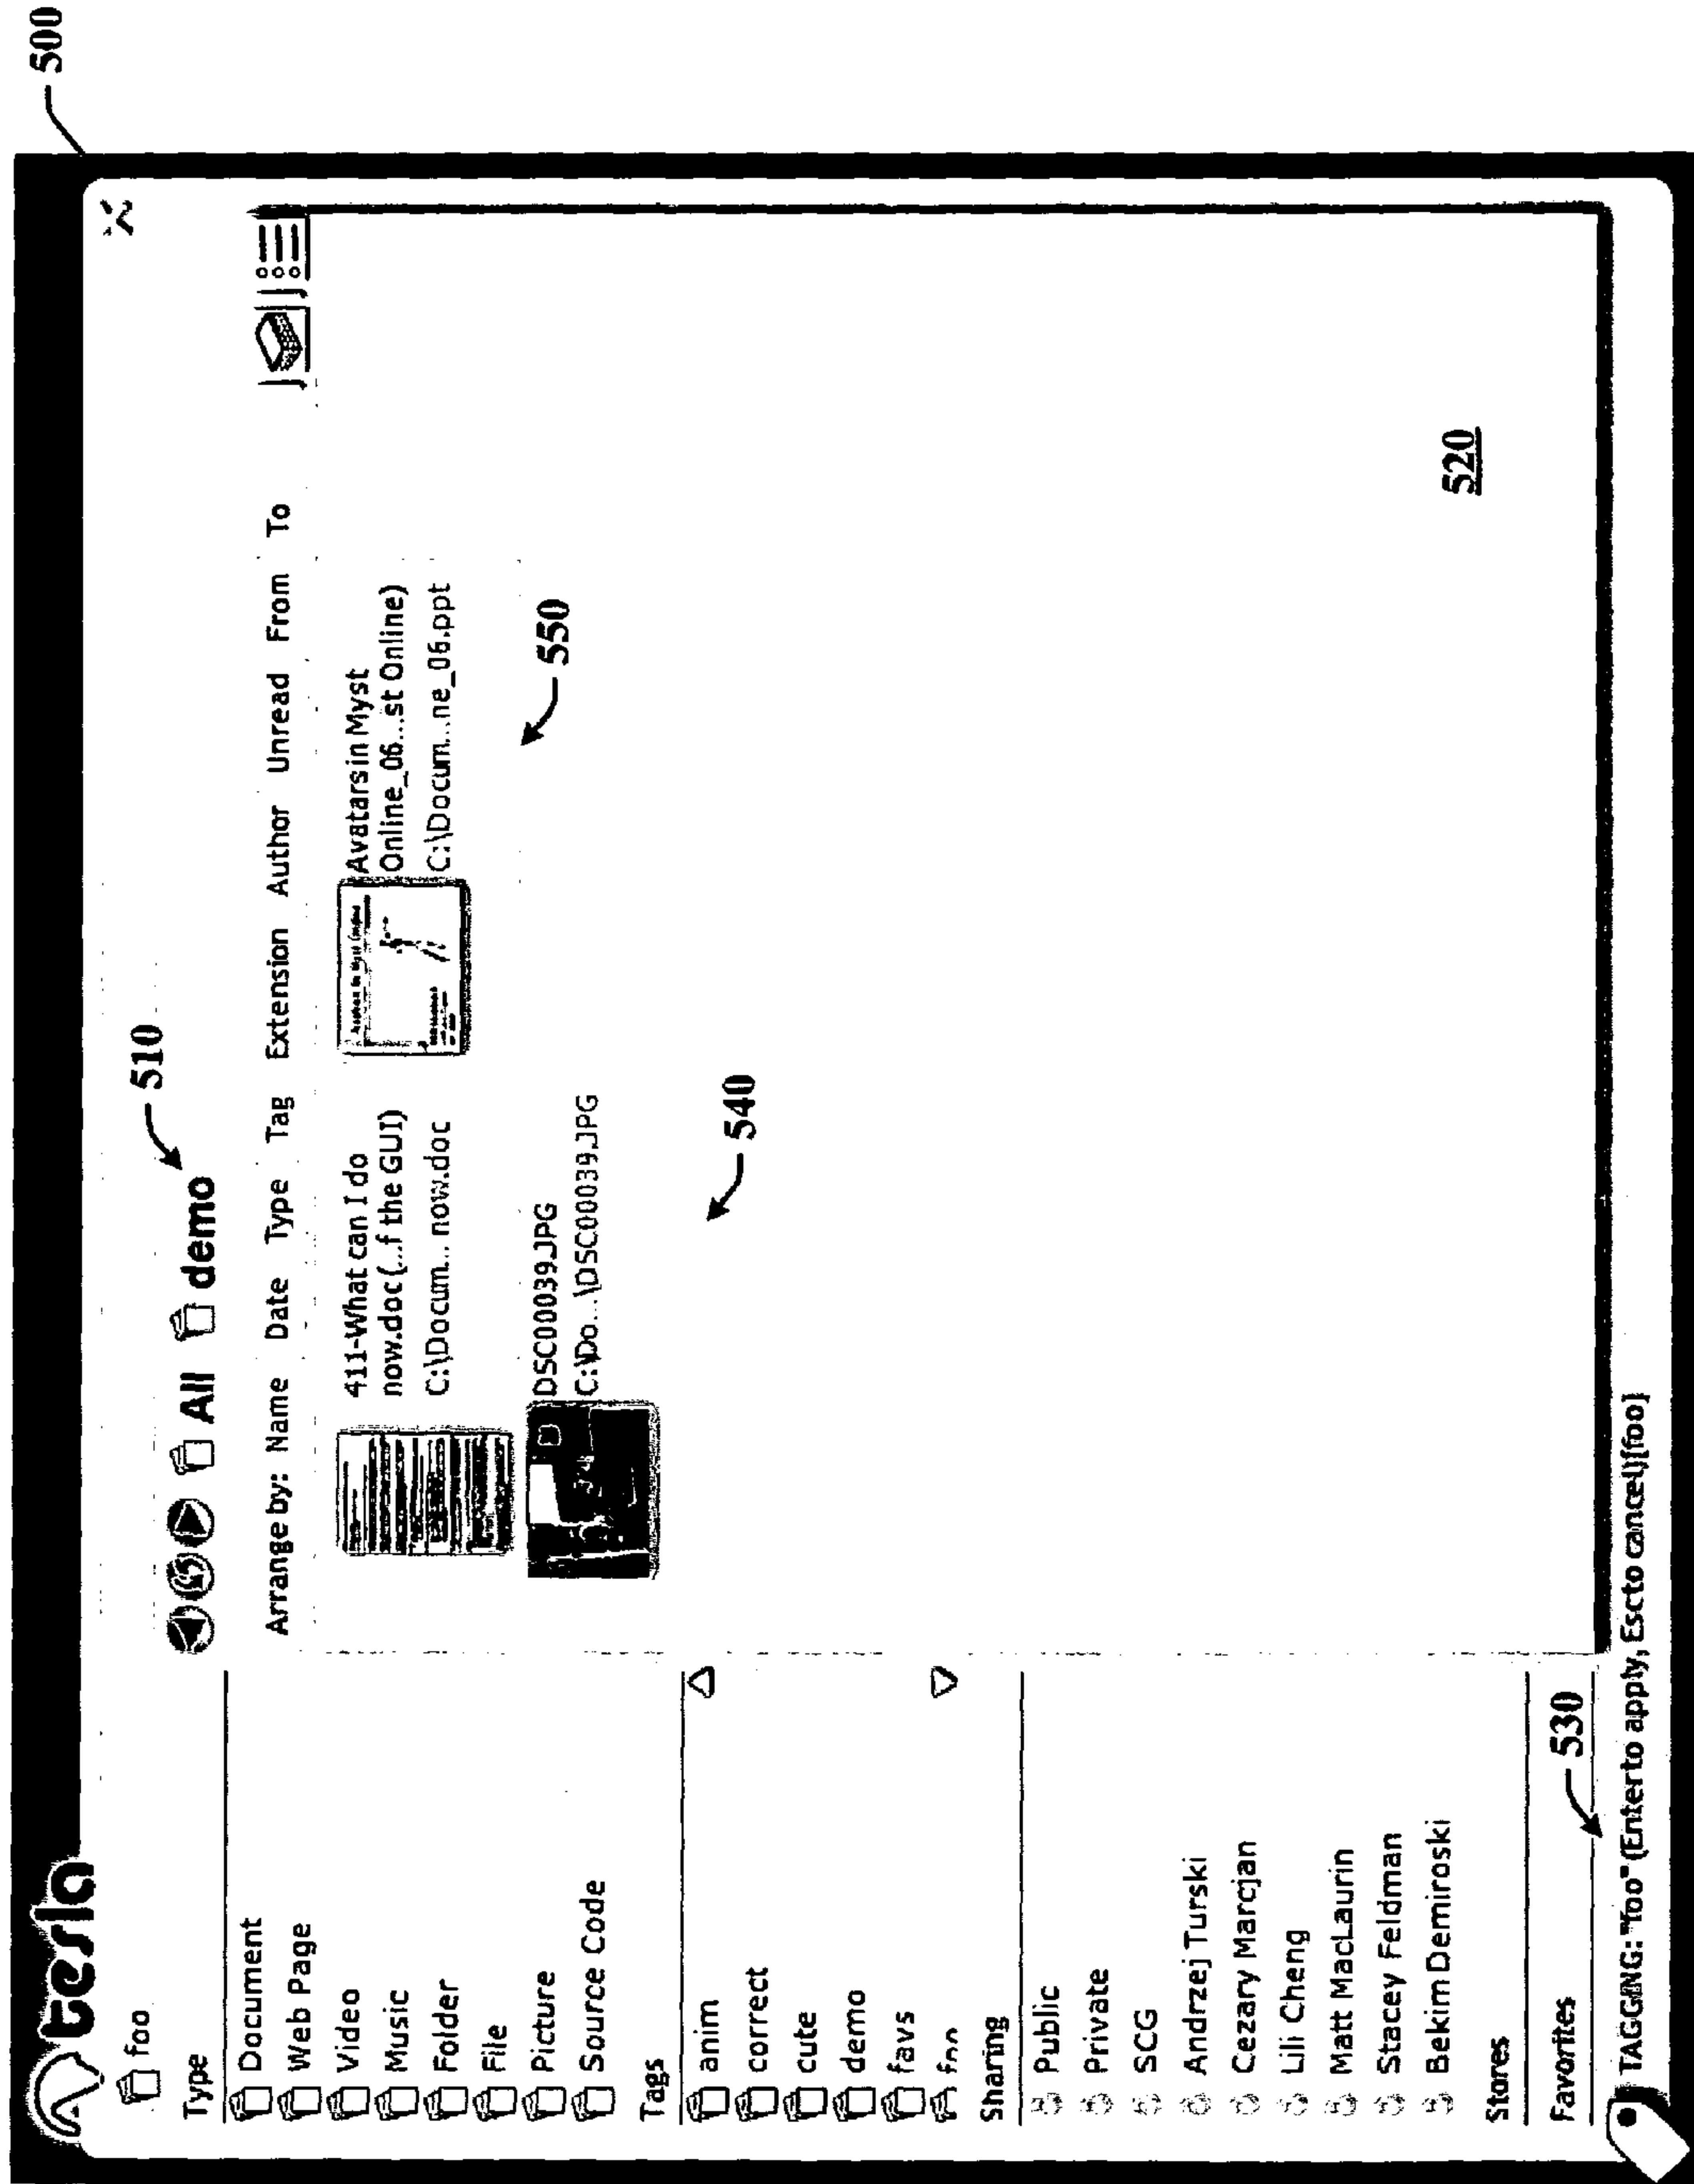 500
tesla
foo
Type
Document
Web Page
Video
Music
Folder
File
Picture
Source Code
Tags
anim
correct
cute
demo
favs
foo
Sharing
Public
Private
SCG
Andrzej Turski
Cezary Marcjan
Lili Cheng
Matt MacLaurin
Stacey Feldman
Bekim Demiroski
Stores
Favorites
530
All demo
510
Arrange by: Name Date Type Tag Extension Author Unread From To
411-What can I do
now.doc (...f the GUI)
C:\Docum... now.doc
Avatars in Myst
Online_06...st Online)
C:\Docum...ne_06.ppt
DSC00039.JPG
C:\Do...\DSC00039.JPG
540
550
520
TAGGING: "foo" (Enter to apply, Esc to cancel)[foo]